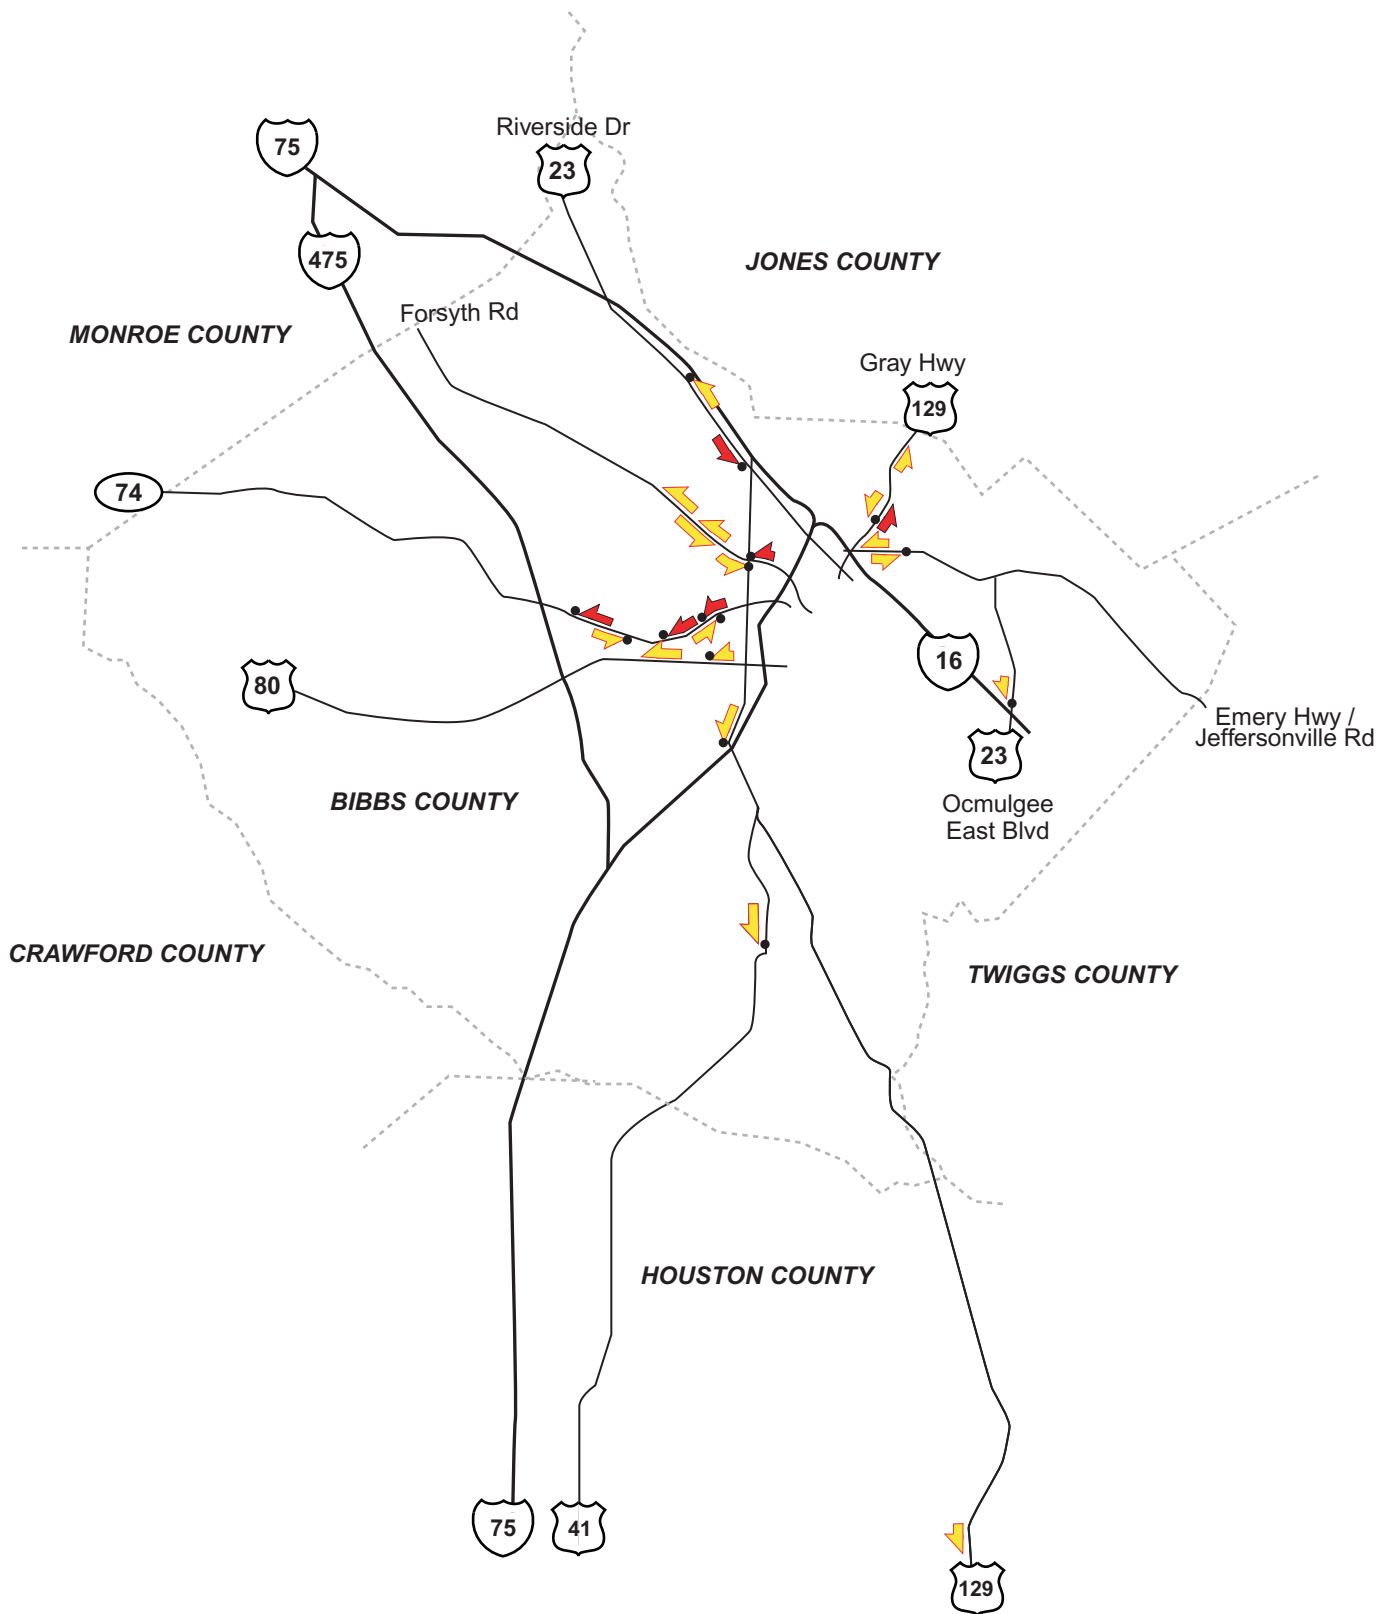 Riverside Dr
75
23
JONES COUNTY
475
Forsyth Rd
MONROE COUNTY
Gray Hwy
129
74
16
80
Emery Hwy /
Jeffersonville Rd
23
BIBBS COUNTY
Ocmulgee
East Blvd
CRAWFORD COUNTY
TWIGGS COUNTY
HOUSTON COUNTY
75
41
129